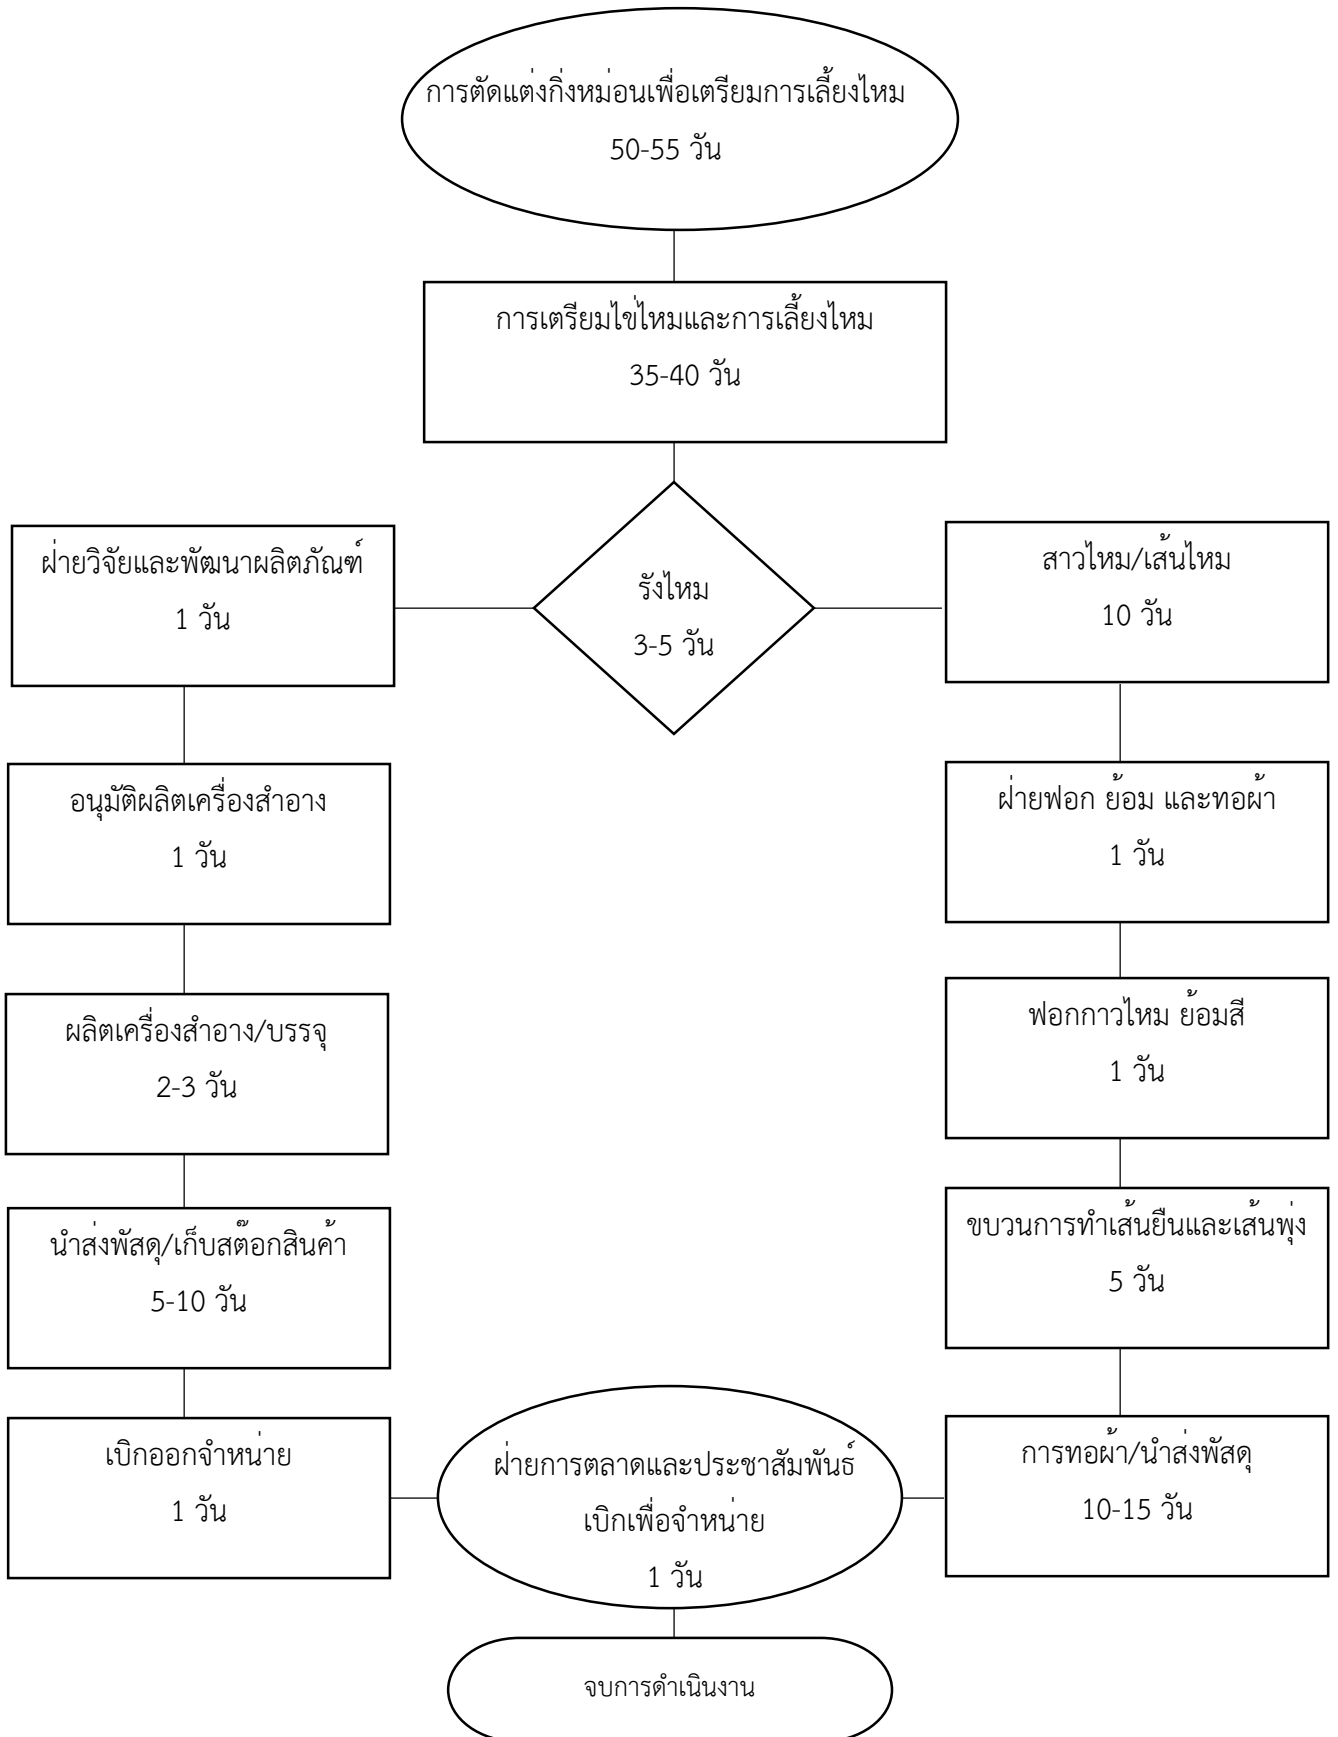 การตัดแต่งกิ่งหม่อนเพื่อเตรียมการเลี้ยงไหม
50-55 วัน
การเตรียมไข่ไหมและการเลี้ยงไหม
35-40 วัน
รังไหม
3-5 วัน
ฝ่ายวิจัยและพัฒนาผลิตภัณฑ์
1 วัน
อนุมัติผลิตเครื่องสำอาง
1 วัน
ผลิตเครื่องสำอาง/บรรจุ
2-3 วัน
นำส่งพัสดุ/เก็บสต๊อกสินค้า
5-10 วัน
เบิกออกจำหน่าย
1 วัน
สาวไหม/เส้นไหม
10 วัน
ฝ่ายฟอก ย้อม และทอผ้า
1 วัน
ฟอกกาวไหม ย้อมสี
1 วัน
ขบวนการทำเส้นยืนและเส้นพุ่ง
5 วัน
การทอผ้า/นำส่งพัสดุ
10-15 วัน
ฝ่ายการตลาดและประชาสัมพันธ์
เบิกเพื่อจำหน่าย
1 วัน
จบการดำเนินงาน